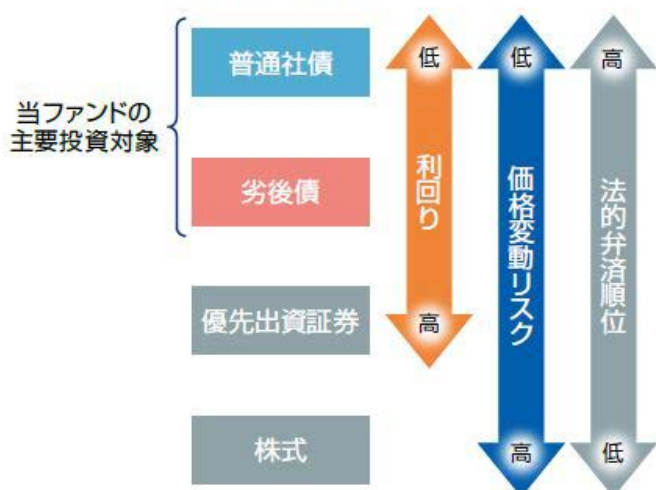 普通社債
当ファンドの
主要投資対象
劣後債
優先出資証券
株式
低
利回り
高
低
価格変動リスク
高
高
法的弁済順位
低